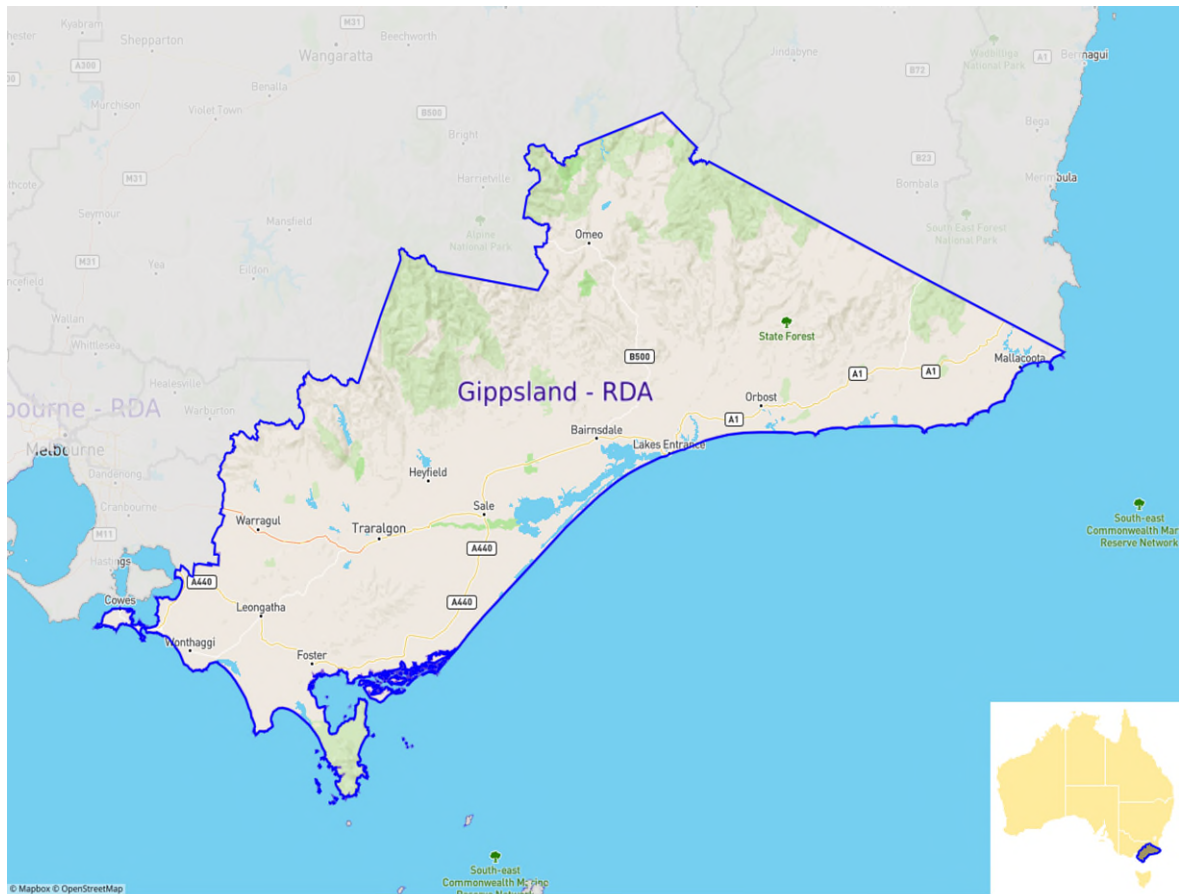 Kyabram
Shepparton
M31
Beechworth
Wangaratta
A300
Murchison
Violet Town
Benalla
B500
Bright
Harrietville
Jindabyne
Wadbilliga
National Park
Bermagui
A1
B72
Bega
B23
Bombala
Merimbula
South East Forest
National Park
M31
Seymour
Mansfield
Alpine
National Park
Omeo
M31
Yea
Eildon
Wallan
Whittlesea
State Forest
Mallacoota
B500
A1
A1
Healesville
Warburton
bourne - RDA
Gippsland - RDA
Orbost
A1
Melbourne
Bairnsdale
Lakes Entrance
Dandenong
Heyfield
Cranbourne
Sale
South-east
Commonwealth Mari
Reserve Network
M11
Warragul
Traralgon
A440
Hastings
A440
Cowes
Leongatha
A440
Wonthaggi
Foster
South-east
Commonwealth Marine
Reserve Network
© Mapbox © OpenStreetMap